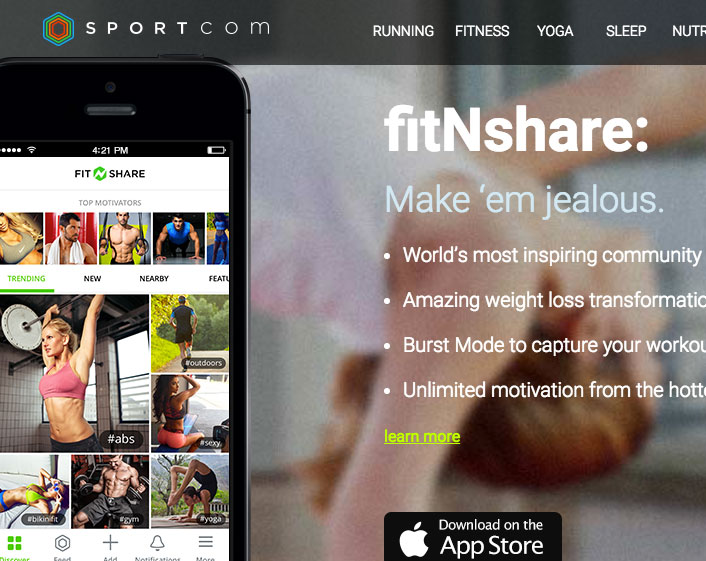 SPORTCOM
RUNNING FITNESS YOGA SLEEP NUTR
4:21 PM
FIT SHARE
TOP MOTIVATORS
TRENDING NEW NEARBY FEATU
#outdoors
#abs
#sexy
#bikinifit
#gym
#yoga
Discover Feed Add Notifications More
fitNshare:
Make ‘em jealous.
• World’s most inspiring community
• Amazing weight loss transformatio
• Burst Mode to capture your workou
• Unlimited motivation from the hotte
learn more
Download on the
App Store